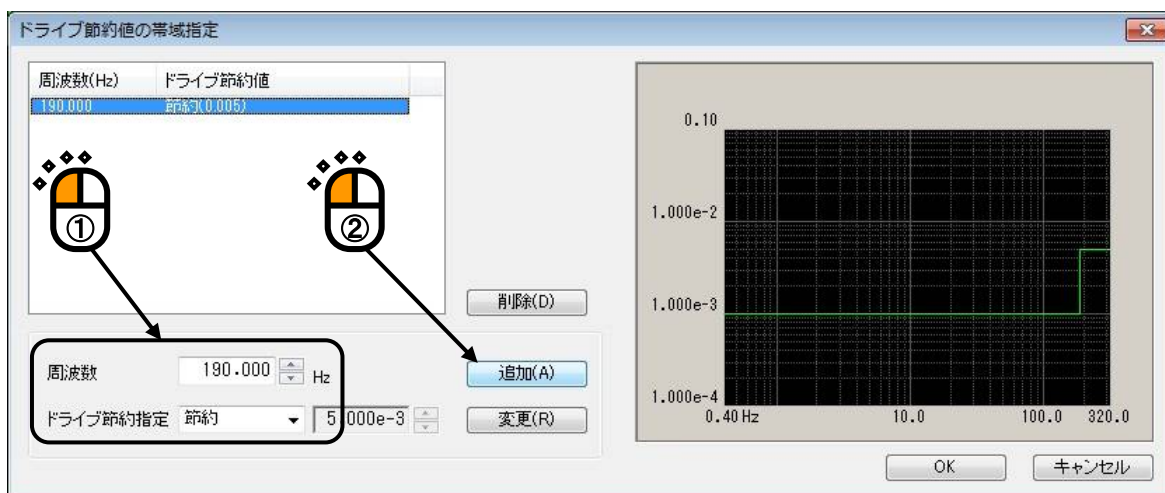 ドライブ節約値の帯域指定
周波数(Hz) ドライブ節約値
190.000 節約(0.005)
①
②
削除(D)
周波数 190.000 Hz
追加(A)
ドライブ節約指定 節約 5.000e-3
変更(R)
0.10
1.000e-2
1.000e-3
1.000e-4
0.40 Hz 10.0 100.0 320.0
OK キャンセル